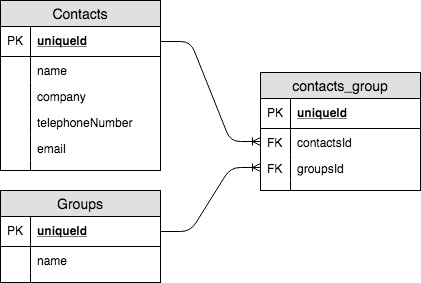 Contacts
PK uniqueId
name
company
telephoneNumber
email
contacts_group
PK uniqueId
FK contactsId
FK groupsId
Groups
PK uniqueId
name